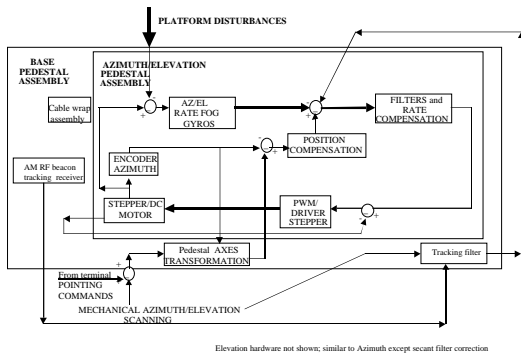 PLATFORM DISTURBANCES
BASE
PEDESTAL
ASSEMBLY
AZIMUTH/ELEVATION
PEDESTAL
ASSEMBLY
Cable wrap
assembly
AZ/EL
RATE FOG
GYROS
FILTERS and
RATE
COMPENSATION
POSITION
COMPENSATION
ENCODER
AZIMUTH
AM RF beacon
tracking receiver
STEPPER/DC
MOTOR
PWM/
DRIVER
STEPPER
Pedestal AXES
TRANSFORMATION
Tracking filter
From terminal
POINTING
COMMANDS
MECHANICAL AZIMUTH/ELEVATION
SCANNING
Elevation hardware not shown; similar to Azimuth except secant filter correction